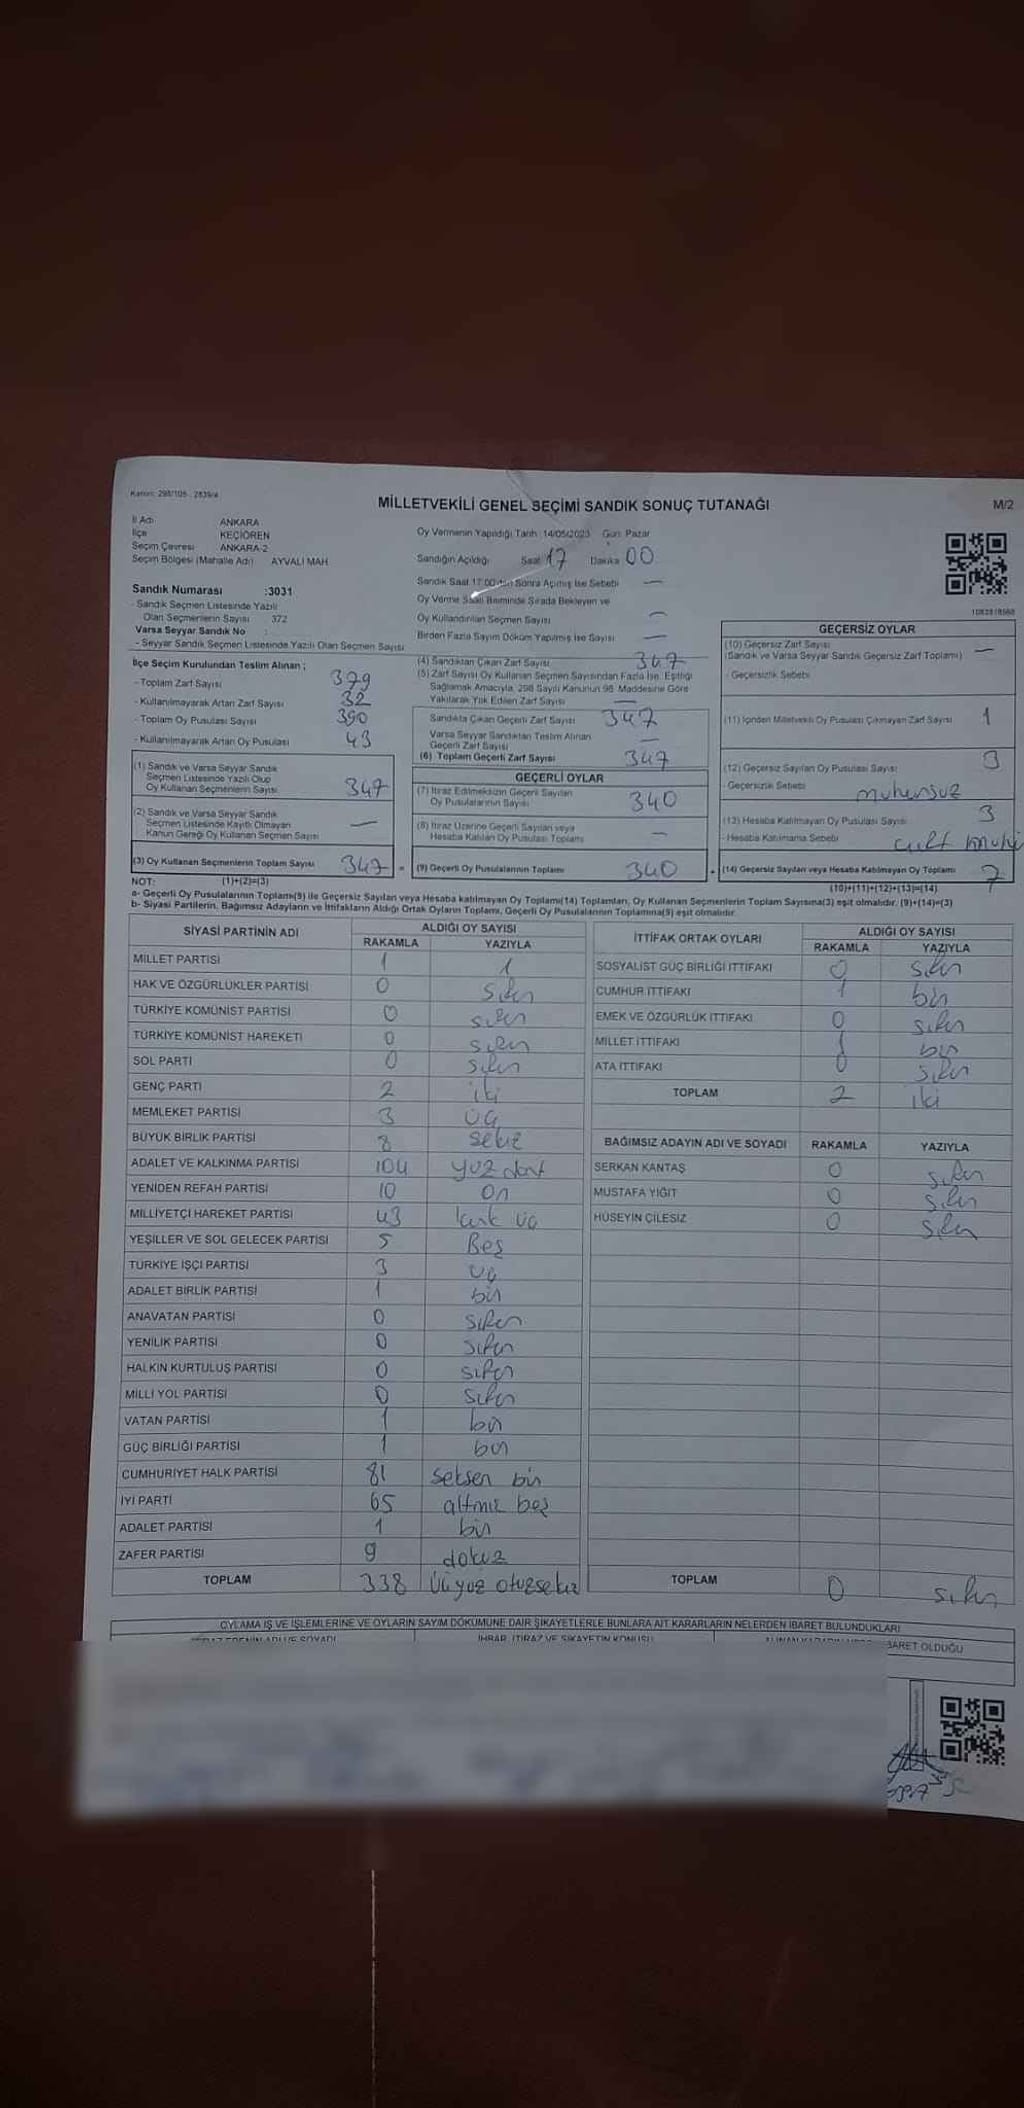 Kanun: 298/105 - 2839/4
MİLLETVEKİLİ GENEL SEÇİMİ SANDIK SONUÇ TUTANAĞI
M/2
İl Adı ANKARA
İlçe KEÇİÖREN
Seçim Çevresi ANKARA-2
Seçim Bölgesi (Mahalle Adı) AYVALI MAH
Sandık Numarası :3031
- Sandık Seçmen Listesinde Yazılı
Olan Seçmenlerin Sayısı 372
Varsa Seyyar Sandık No :
- Seyyar Sandık Seçmen Listesinde Yazılı Olan Seçmen Sayısı
İlçe Seçim Kurulundan Teslim Alınan ;
- Toplam Zarf Sayısı 379
- Kullanılmayarak Artan Zarf Sayısı 32
- Toplam Oy Pusulası Sayısı 390
- Kullanılmayarak Artan Oy Pusulası 43
(1) Sandık ve Varsa Seyyar Sandık
Seçmen Listesinde Yazılı Olup
Oy Kullanan Seçmenlerin Sayısı 347
(2) Sandık ve Varsa Seyyar Sandık
Seçmen Listesinde Kayıtlı Olmayan
Kanun Gereği Oy Kullanan Seçmen Sayısı —
(3) Oy Kullanan Seçmenlerin Toplam Sayısı 347
(1)+(2)=(3)
Oy Vermenin Yapıldığı Tarih :14/05/2023 Gün: Pazar
Sandığın Açıldığı Saat 17 Dakika 00
Sandık Saat 17:00'den Sonra Açılmış İse Sebebi —
Oy Verme Saati Bitiminde Sırada Bekleyen ve
Oy Kullandırılan Seçmen Sayısı —
Birden Fazla Sayım Döküm Yapılmış İse Sayısı —
(4) Sandıktan Çıkan Zarf Sayısı 347
(5) Zarf Sayısı Oy Kullanan Seçmen Sayısından Fazla İse, Eşitliği
Sağlamak Amacıyla, 298 Sayılı Kanunun 98. Maddesine Göre
Yakılarak Yok Edilen Zarf Sayısı —
Sandıkta Çıkan Geçerli Zarf Sayısı 347
Varsa Seyyar Sandıktan Teslim Alınan
Geçerli Zarf Sayısı —
(6) Toplam Geçerli Zarf Sayısı 347
GEÇERLİ OYLAR
(7) İtiraz Edilmeksizin Geçerli Sayılan
Oy Pusulalarının Sayısı 340
(8) İtiraz Üzerine Geçerli Sayılan veya
Hesaba Katılan Oy Pusulası Toplamı —
(9) Geçerli Oy Pusulalarının Toplamı 340
GEÇERSİZ OYLAR
(10) Geçersiz Zarf Sayısı —
(Sandık ve Varsa Seyyar Sandık Geçersiz Zarf Toplamı)
- Geçersizlik Sebebi
(11) İçinden Milletvekili Oy Pusulası Çıkmayan Zarf Sayısı 1
(12) Geçersiz Sayılan Oy Pusulası Sayısı 3
- Geçersizlik Sebebi mühürsüz
(13) Hesaba Katılmayan Oy Pusulası Sayısı 3
- Hesaba Katılmama Sebebi çift
(14) Geçersiz Sayılan veya Hesaba Katılmayan Oy Toplamı 7
(10)+(11)+(12)+(13)=(14)
NOT:
a- Geçerli Oy Pusulalarının Toplamı(9) ile Geçersiz Sayılan veya Hesaba katılmayan Oy Toplamı(14) Toplamları, Oy Kullanan Seçmenlerin Toplam Sayısına(3) eşit olmalıdır. (9)+(14)=(3)
b- Siyasi Partilerin, Bağımsız Adayların ve İttifakların Aldığı Ortak Oyların Toplamı, Geçerli Oy Pusulalarının Toplamına(9) eşit olmalıdır.
SİYASİ PARTİNİN ADI ALDIĞI OY SAYISI
RAKAMLA YAZIYLA
MİLLET PARTİSİ 1 1
HAK VE ÖZGÜRLÜKLER PARTİSİ 0 sıfır
TÜRKİYE KOMÜNİST PARTİSİ 0 sıfır
TÜRKİYE KOMÜNİST HAREKETİ 0 sıfır
SOL PARTİ 0 sıfır
GENÇ PARTİ 2 iki
MEMLEKET PARTİSİ 3 üç
BÜYÜK BİRLİK PARTİSİ 8 sekiz
ADALET VE KALKINMA PARTİSİ 104 yüz dört
YENİDEN REFAH PARTİSİ 10 on
MİLLİYETÇİ HAREKET PARTİSİ 43 kırk üç
YEŞİLLER VE SOL GELECEK PARTİSİ 5 Beş
TÜRKİYE İŞÇİ PARTİSİ 3 üç
ADALET BİRLİK PARTİSİ 1 bir
ANAVATAN PARTİSİ 0 sıfır
YENİLİK PARTİSİ 0 sıfır
HALKIN KURTULUŞ PARTİSİ 0 sıfır
MİLLİ YOL PARTİSİ 0 sıfır
VATAN PARTİSİ 1 bir
GÜÇ BİRLİĞİ PARTİSİ 1 bir
CUMHURİYET HALK PARTİSİ 81 seksen bir
İYİ PARTİ 65 altmış beş
ADALET PARTİSİ 1 bir
ZAFER PARTİSİ 9 dokuz
TOPLAM 338 Üçyüz otuzsekiz
İTTİFAK ORTAK OYLARI ALDIĞI OY SAYISI
RAKAMLA YAZIYLA
SOSYALİST GÜÇ BİRLİĞİ İTTİFAKI 0 sıfır
CUMHUR İTTİFAKI 1 bir
EMEK VE ÖZGÜRLÜK İTTİFAKI 0 sıfır
MİLLET İTTİFAKI 1 bir
ATA İTTİFAKI 0 sıfır
TOPLAM 2 iki
BAĞIMSIZ ADAYIN ADI VE SOYADI RAKAMLA YAZIYLA
SERKAN KANTAŞ 0 sıfır
MUSTAFA YİĞİT 0 sıfır
HÜSEYİN ÇİLESİZ 0 sıfır
TOPLAM 0 sıfır
OYLAMA İŞ VE İŞLEMLERİNE VE OYLARIN SAYIM DÖKÜMÜNE DAİR ŞİKAYETLERLE BUNLARA AİT KARARLARIN NELERDEN İBARET BULUNDUKLARI
İHBAR, İTİRAZ VE ŞİKAYETİN KONUSU
BARET OLDUĞU